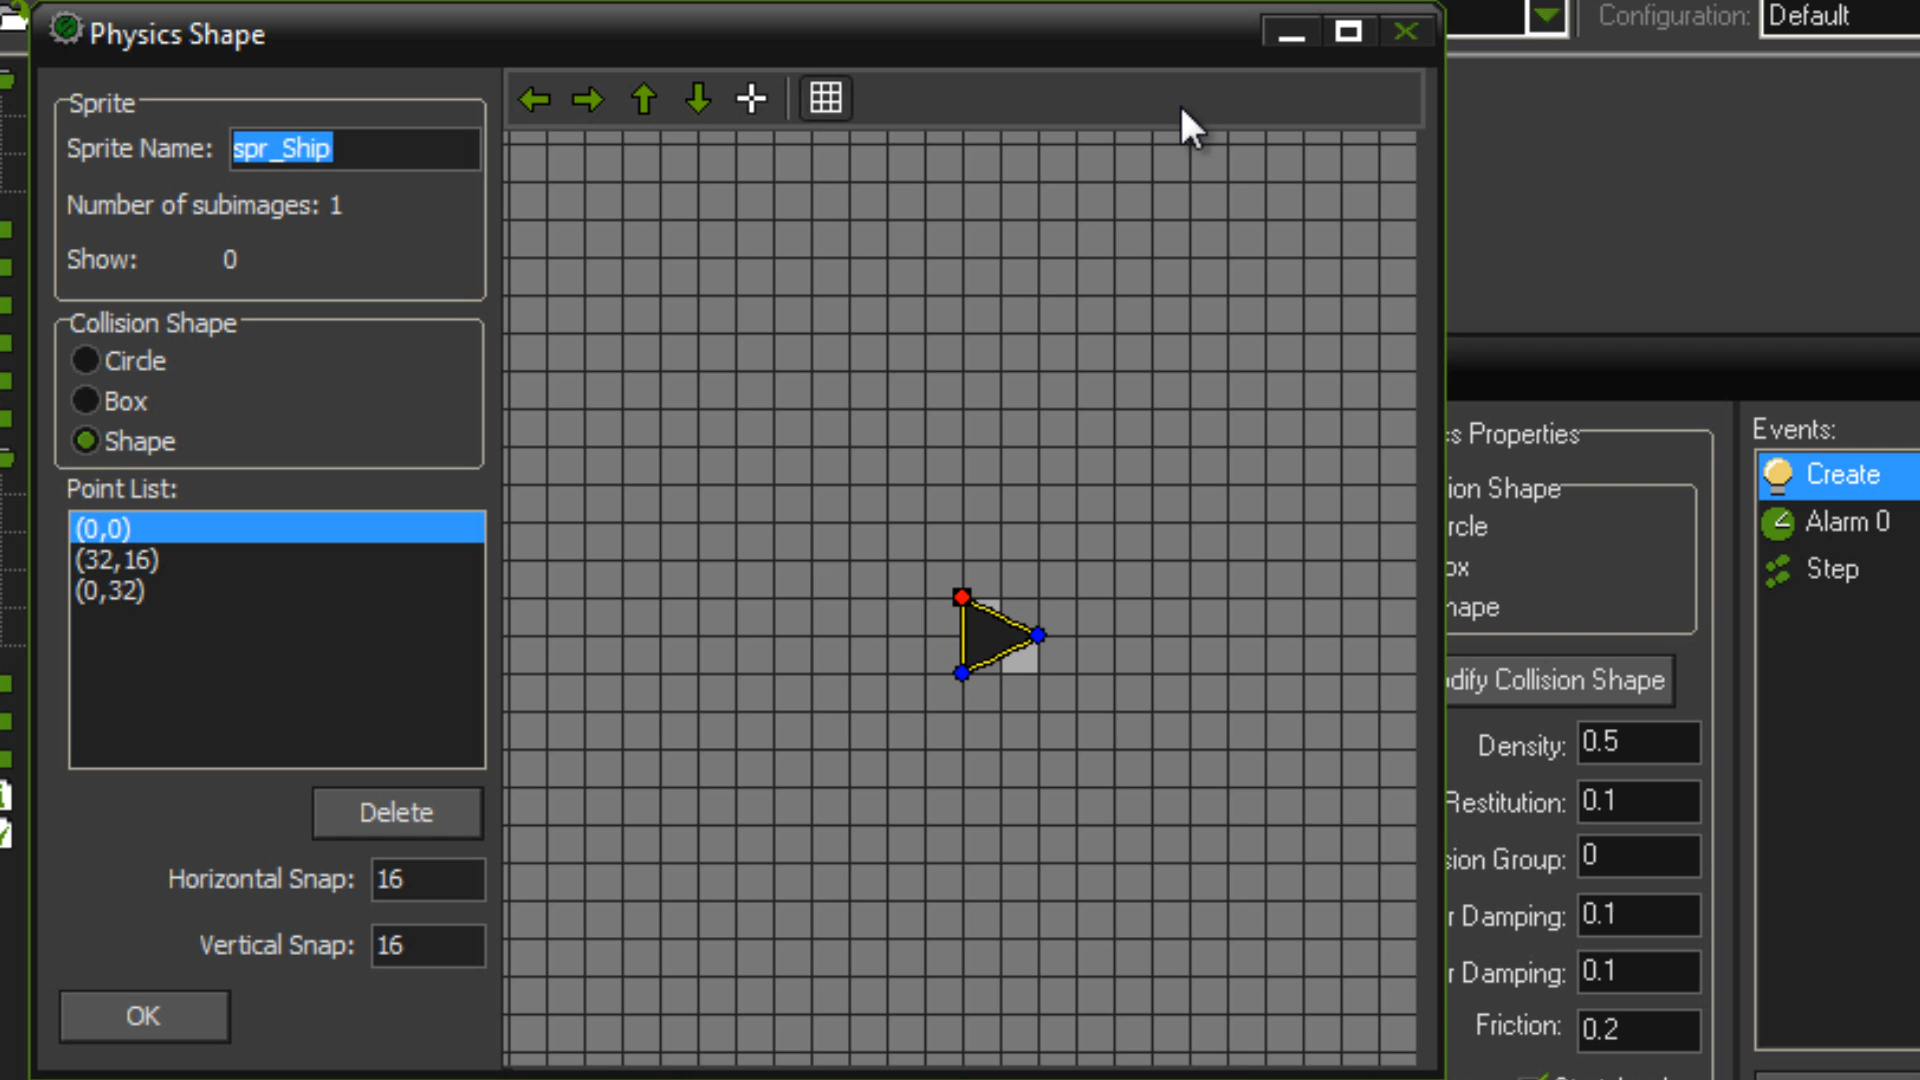 Physics Shape
Configuration: Default
Sprite
Sprite Name: spr_Ship
Number of subimages: 1
Show: 0
Collision Shape
Circle
Box
Shape
Point List:
(0,0)
(32,16)
(0,32)
Delete
Horizontal Snap: 16
Vertical Snap: 16
OK
s Properties
ion Shape
rcle
ox
hape
dify Collision Shape
Density: 0.5
Restitution: 0.1
sion Group: 0
r Damping: 0.1
r Damping: 0.1
Friction: 0.2
Events:
Create
Alarm 0
Step